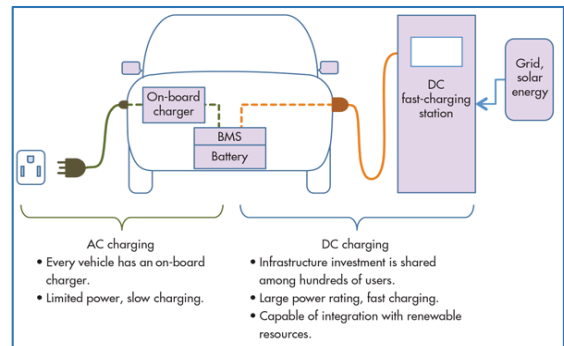 On-board
charger
BMS
Battery
DC
fast-charging
station
Grid,
solar
energy
AC charging
• Every vehicle has an on-board
charger.
• Limited power, slow charging.
DC charging
• Infrastructure investment is shared
among hundreds of users.
• Large power rating, fast charging.
• Capable of integration with renewable
resources.